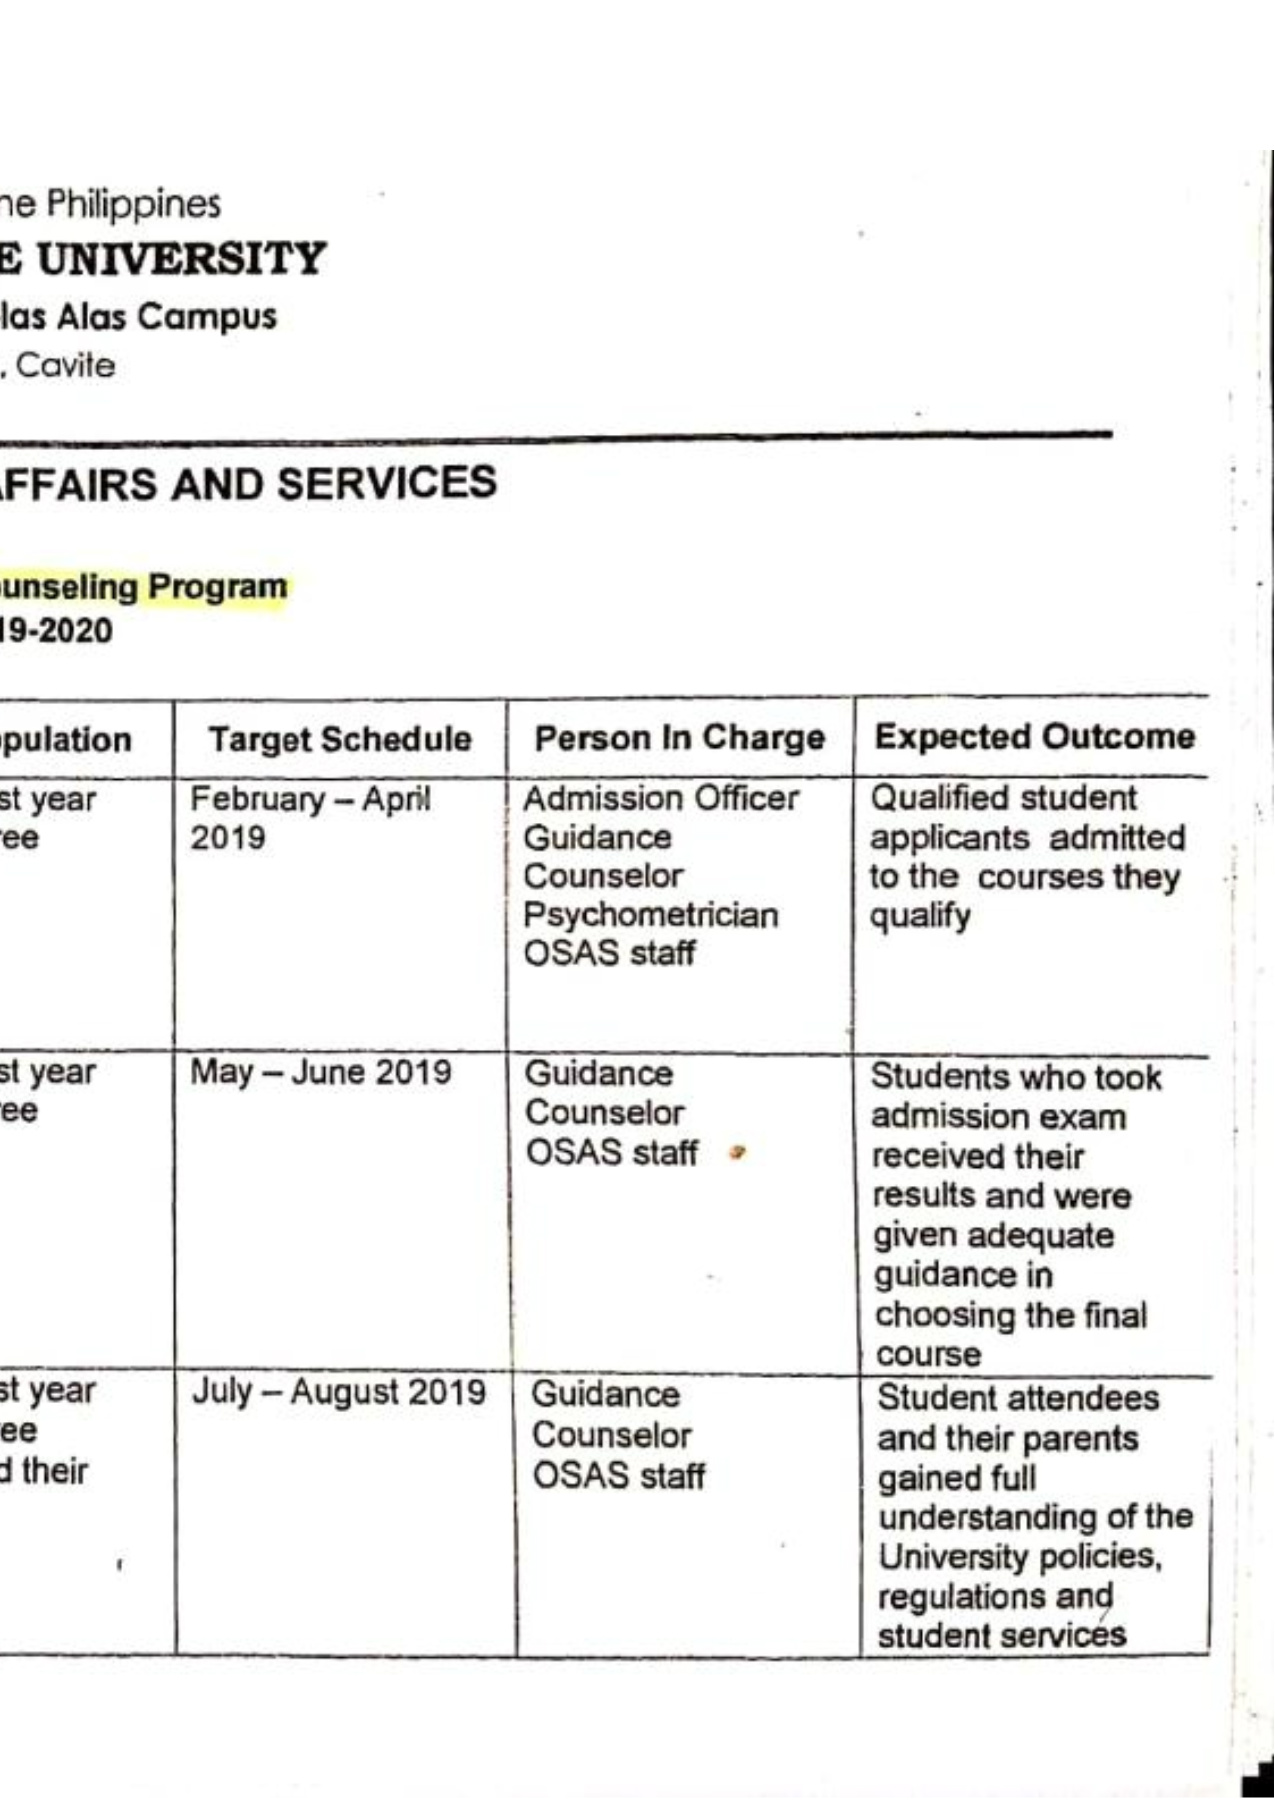 ne Philippines
E UNIVERSITY
las Alas Campus
, Cavite
AFFAIRS AND SERVICES
ounseling Program
19-2020
pulation
Target Schedule
Person In Charge
Expected Outcome
st year
ee
February – April
2019
Admission Officer
Guidance
Counselor
Psychometrician
OSAS staff
Qualified student
applicants admitted
to the courses they
qualify
st year
ee
May – June 2019
Guidance
Counselor
OSAS staff
Students who took
admission exam
received their
results and were
given adequate
guidance in
choosing the final
course
st year
ee
d their
July – August 2019
Guidance
Counselor
OSAS staff
Student attendees
and their parents
gained full
understanding of the
University policies,
regulations and
student services